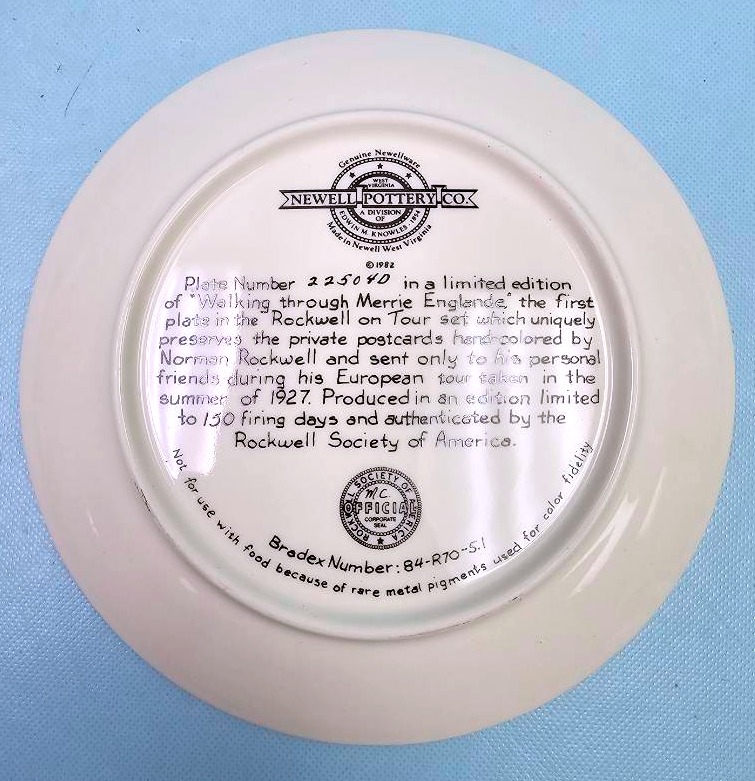 Genuine Newellware
WEST
VIRGINIA
NEWELL POTTERY CO.
A DIVISION
OF
EDWIN M. KNOWLES 1854
Made in Newell West Virginia
©1982
Plate Number 22504D in a limited edition
of "Walking through Merrie Englande," the first
plate in the "Rockwell on Tour set which uniquely
preserves the private postcards hand-colored by
Norman Rockwell and sent only to his personal
friends during his European tour taken in the
summer of 1927. Produced in an edition limited
to 150 firing days and authenticated by the
Rockwell Society of America.
ROCKWELL SOCIETY OF AMERICA
MC
OFFICIAL
CORPORATE
SEAL
Bradex Number: 84-R70-5.1
Not for use with food because of rare metal pigments used for color fidelity